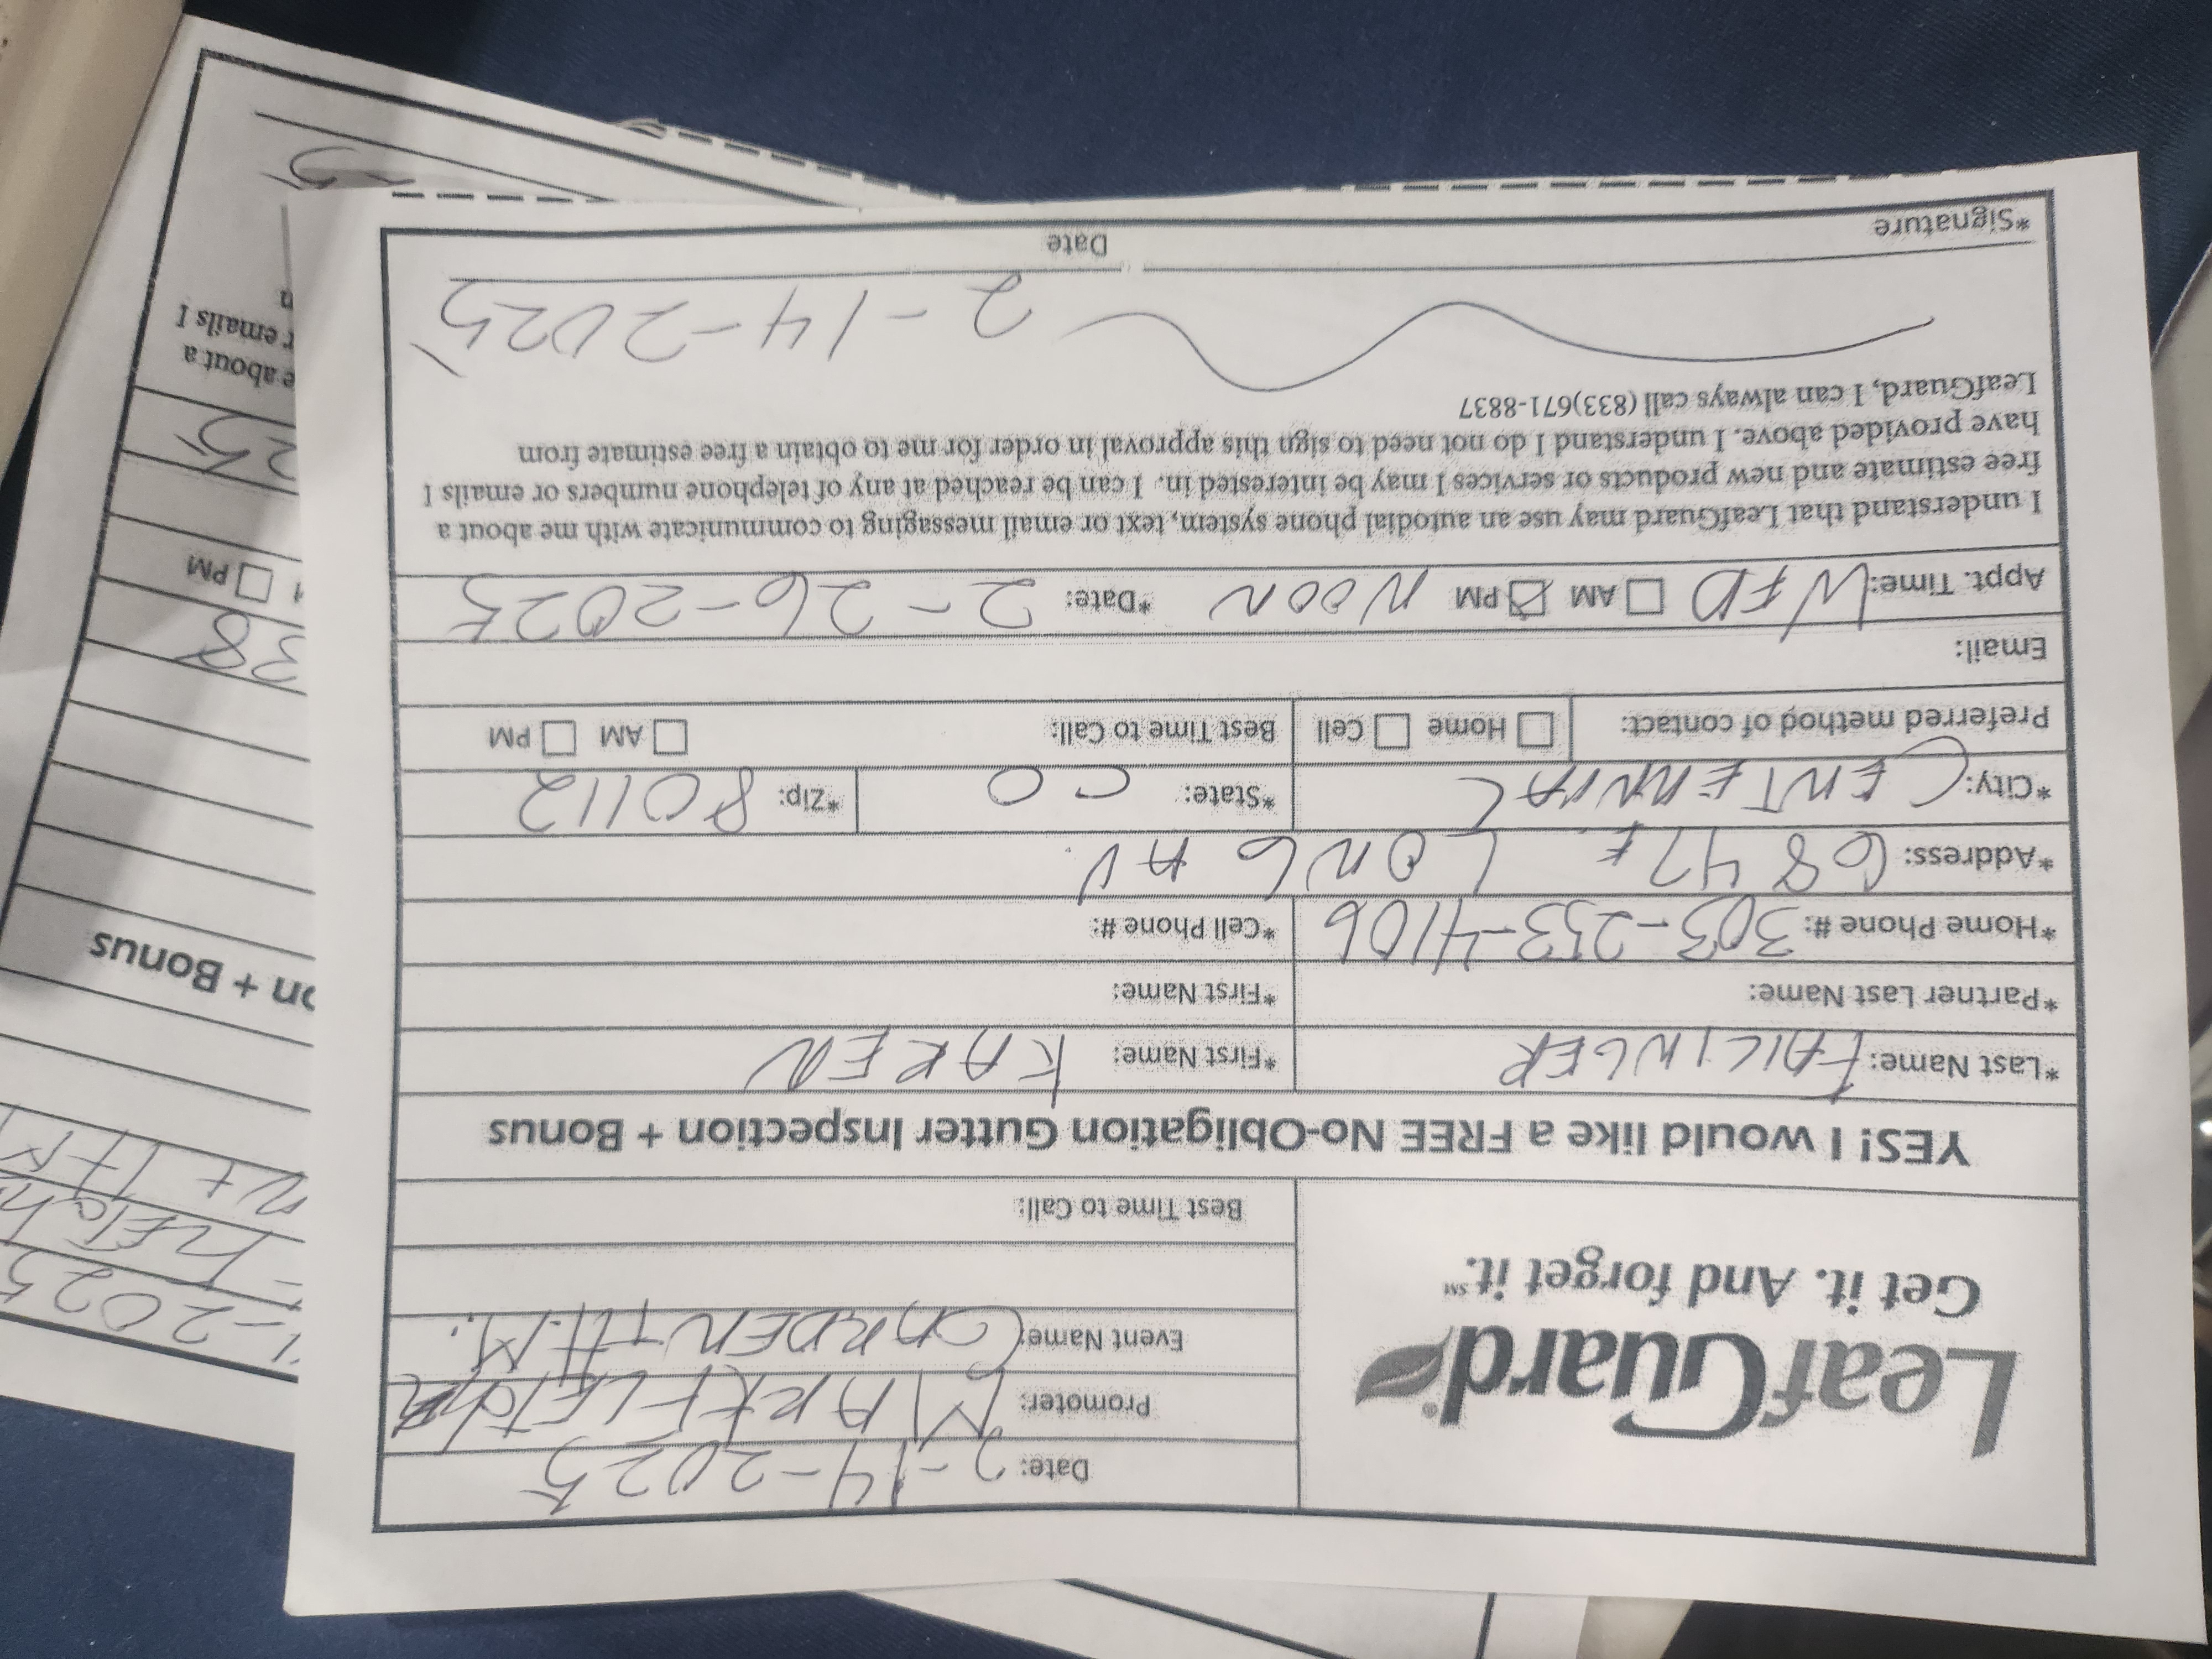 LeafGuard®
Get it. And forget it.℠
Date: 2-14-2025
Promoter: MARK FLETCHER
Event Name: GARDEN + H.M.
Best Time to Call:
YES! I would like a FREE No-Obligation Gutter Inspection + Bonus
*Last Name: FAILINGER *First Name: KAREN
*Partner Last Name: *First Name:
*Home Phone #: 303-253-4106 *Cell Phone #:
*Address: 6847 E. LONG AV.
*City: CENTENNIAL *State: CO *Zip: 80112
Preferred method of contact: Home Cell Best Time to Call: AM PM
Email:
Appt. Time: WED AM PM NOON *Date: 2-26-2025
I understand that LeafGuard may use an autodial phone system, text or email messaging to communicate with me about a
free estimate and new products or services I may be interested in. I can be reached at any of telephone numbers or emails I
have provided above. I understand I do not need to sign this approval in order for me to obtain a free estimate from
LeafGuard, I can always call (833)671-8837
2-14-2025
*Signature Date
-2025
+ H.M
on + Bonus
38
PM
25
e about a
r emails I
5